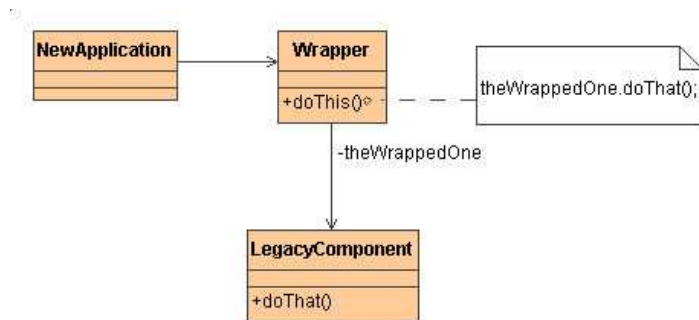 NewApplication
Wrapper
+doThis()
theWrappedOne.doThat();
-theWrappedOne
LegacyComponent
+doThat()